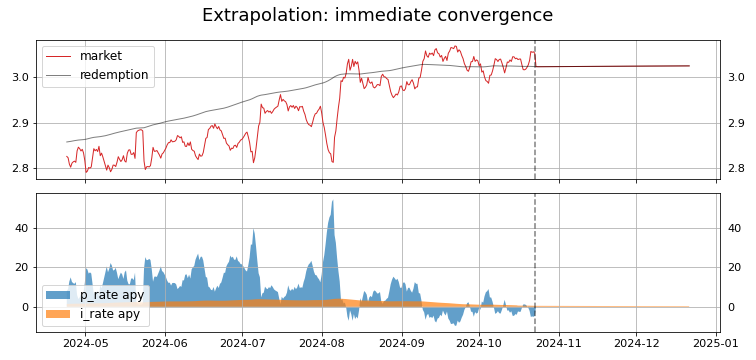 Extrapolation: immediate convergence
market
redemption
3.0
2.9
2.8
3.0
2.9
2.8
p_rate apy
i_rate apy
40
20
0
40
20
0
2024-05 2024-06 2024-07 2024-08 2024-09 2024-10 2024-11 2024-12 2025-01